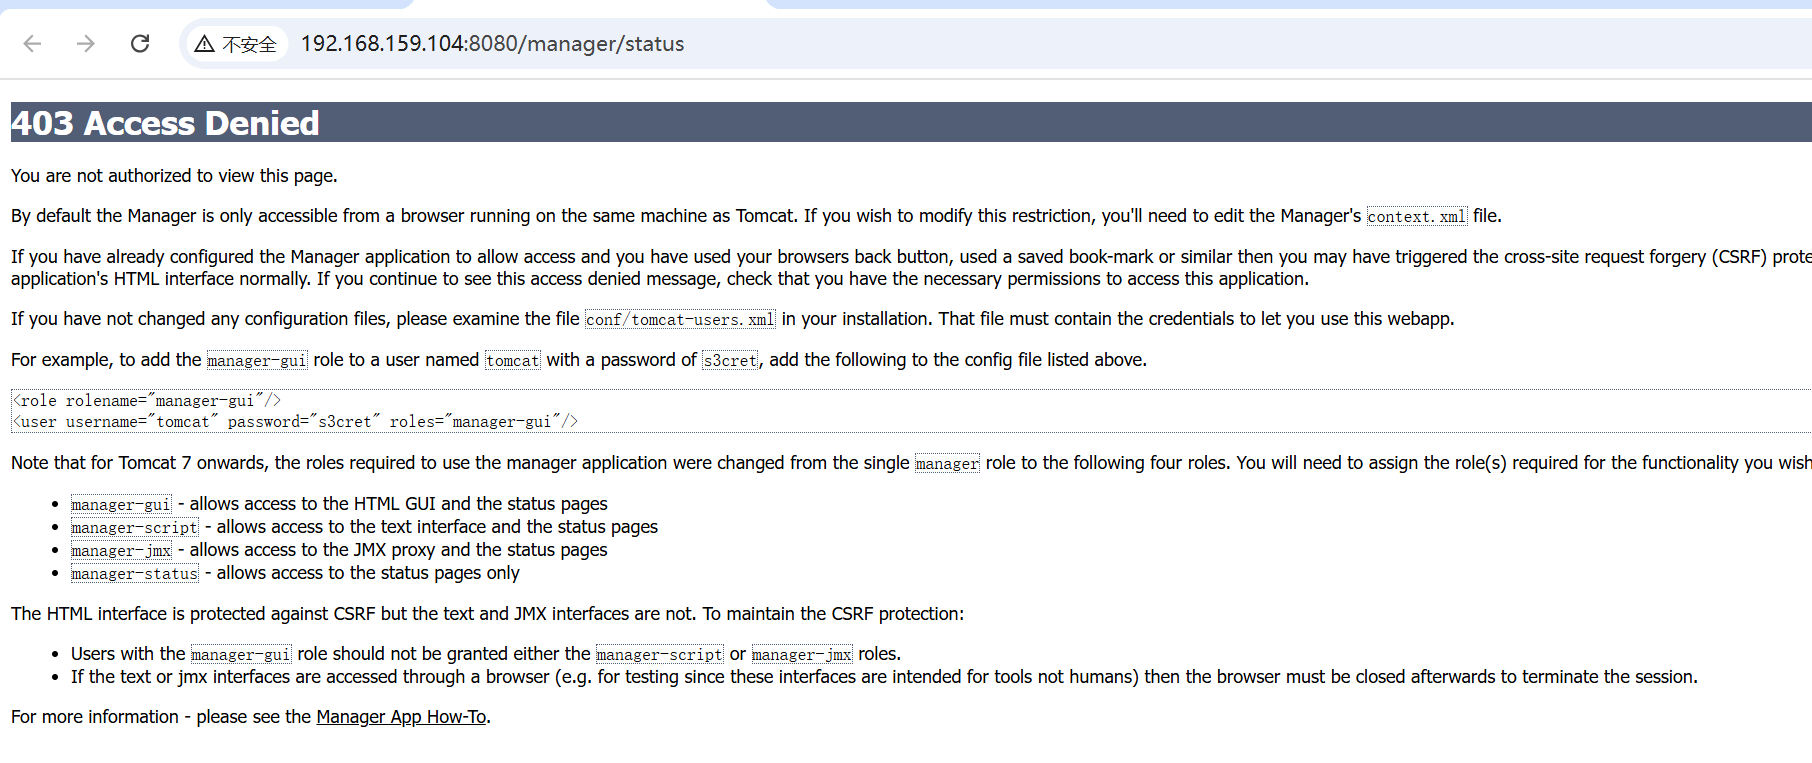 不安全 192.168.159.104:8080/manager/status
403 Access Denied
You are not authorized to view this page.
By default the Manager is only accessible from a browser running on the same machine as Tomcat. If you wish to modify this restriction, you'll need to edit the Manager's context.xml file.
If you have already configured the Manager application to allow access and you have used your browsers back button, used a saved book-mark or similar then you may have triggered the cross-site request forgery (CSRF) prote
application's HTML interface normally. If you continue to see this access denied message, check that you have the necessary permissions to access this application.
If you have not changed any configuration files, please examine the file conf/tomcat-users.xml in your installation. That file must contain the credentials to let you use this webapp.
For example, to add the manager-gui role to a user named tomcat with a password of s3cret, add the following to the config file listed above.
<role rolename="manager-gui"/>
<user username="tomcat" password="s3cret" roles="manager-gui"/>
Note that for Tomcat 7 onwards, the roles required to use the manager application were changed from the single manager role to the following four roles. You will need to assign the role(s) required for the functionality you wish
• manager-gui - allows access to the HTML GUI and the status pages
• manager-script - allows access to the text interface and the status pages
• manager-jmx - allows access to the JMX proxy and the status pages
• manager-status - allows access to the status pages only
The HTML interface is protected against CSRF but the text and JMX interfaces are not. To maintain the CSRF protection:
• Users with the manager-gui role should not be granted either the manager-script or manager-jmx roles.
• If the text or jmx interfaces are accessed through a browser (e.g. for testing since these interfaces are intended for tools not humans) then the browser must be closed afterwards to terminate the session.
For more information - please see the Manager App How-To.